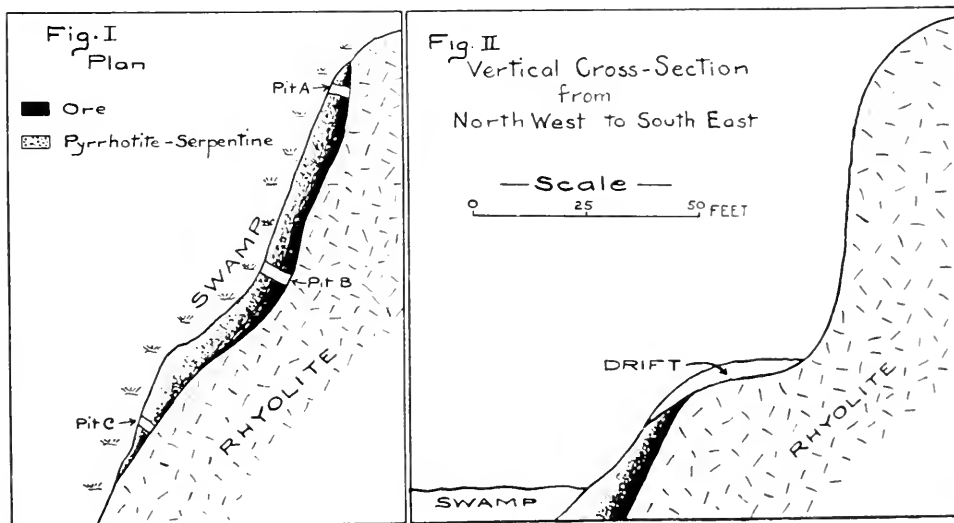 Fig. I
Plan
Ore
Pyrrhotite-Serpentine
Pit A
SWAMP
Pit B
Pit C
RHYOLITE
Fig. II
Vertical Cross-Section
from
North West to South East
— Scale —
0 25 50 FEET
DRIFT
RHYOLITE
SWAMP